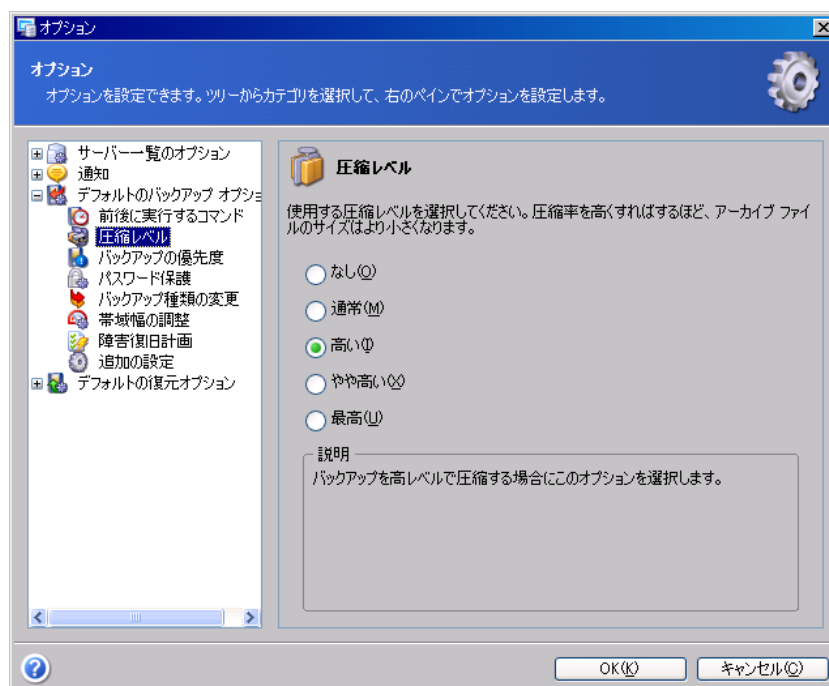 オプション
オプション
オプションを設定できます。ツリーからカテゴリを選択して、右のペインでオプションを設定します。
サーバー一覧のオプション
通知
デフォルトのバックアップ オプショ
前後に実行するコマンド
圧縮レベル
バックアップの優先度
パスワード保護
バックアップ種類の変更
帯域幅の調整
障害復旧計画
追加の設定
デフォルトの復元オプション
圧縮レベル
使用する圧縮レベルを選択してください。圧縮率を高くすればするほど、アーカイブ ファイ
ルのサイズはより小さくなります。
なし(O)
通常(M)
高い(I)
やや高い(X)
最高(U)
説明
バックアップを高レベルで圧縮する場合にこのオプションを選択します。
OK(K)
キャンセル(C)